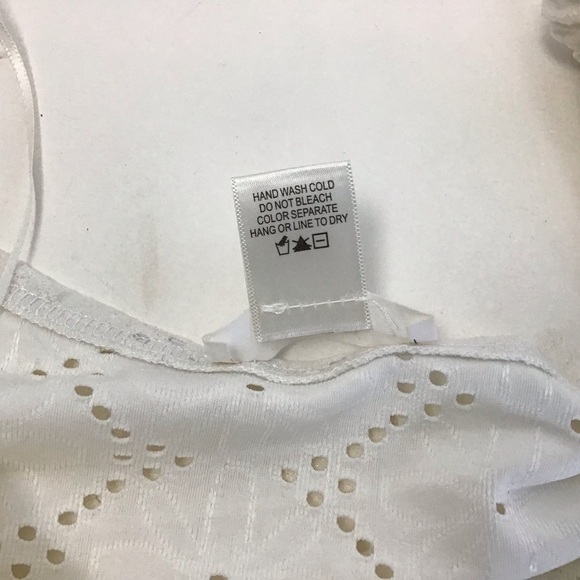 HAND WASH COLD
DO NOT BLEACH
COLOR SEPARATE
HANG OR LINE TO DRY